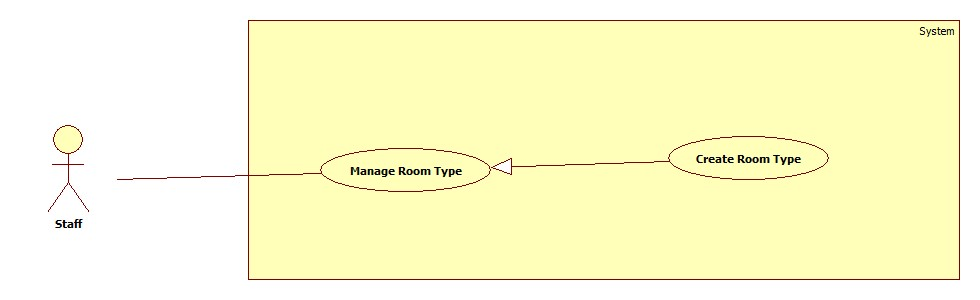 System
Create Room Type
Manage Room Type
Staff